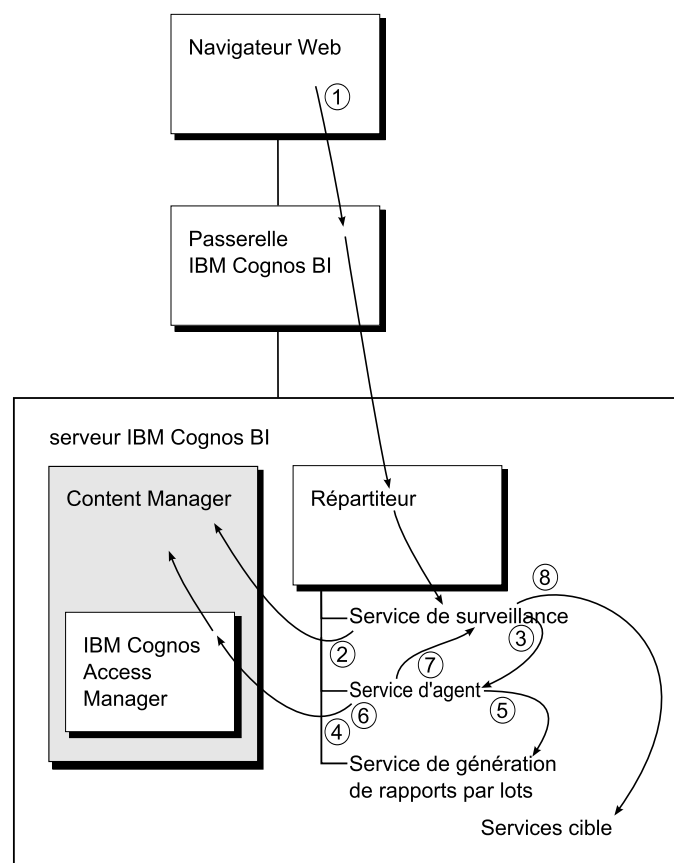 Navigateur Web
1
Passerelle
IBM Cognos BI
serveur IBM Cognos BI
Content Manager
Répartiteur
8
Service de surveillance
3
IBM Cognos
Access
Manager
2
7
Service d'agent
5
6
4
Service de génération
de rapports par lots
Services cible